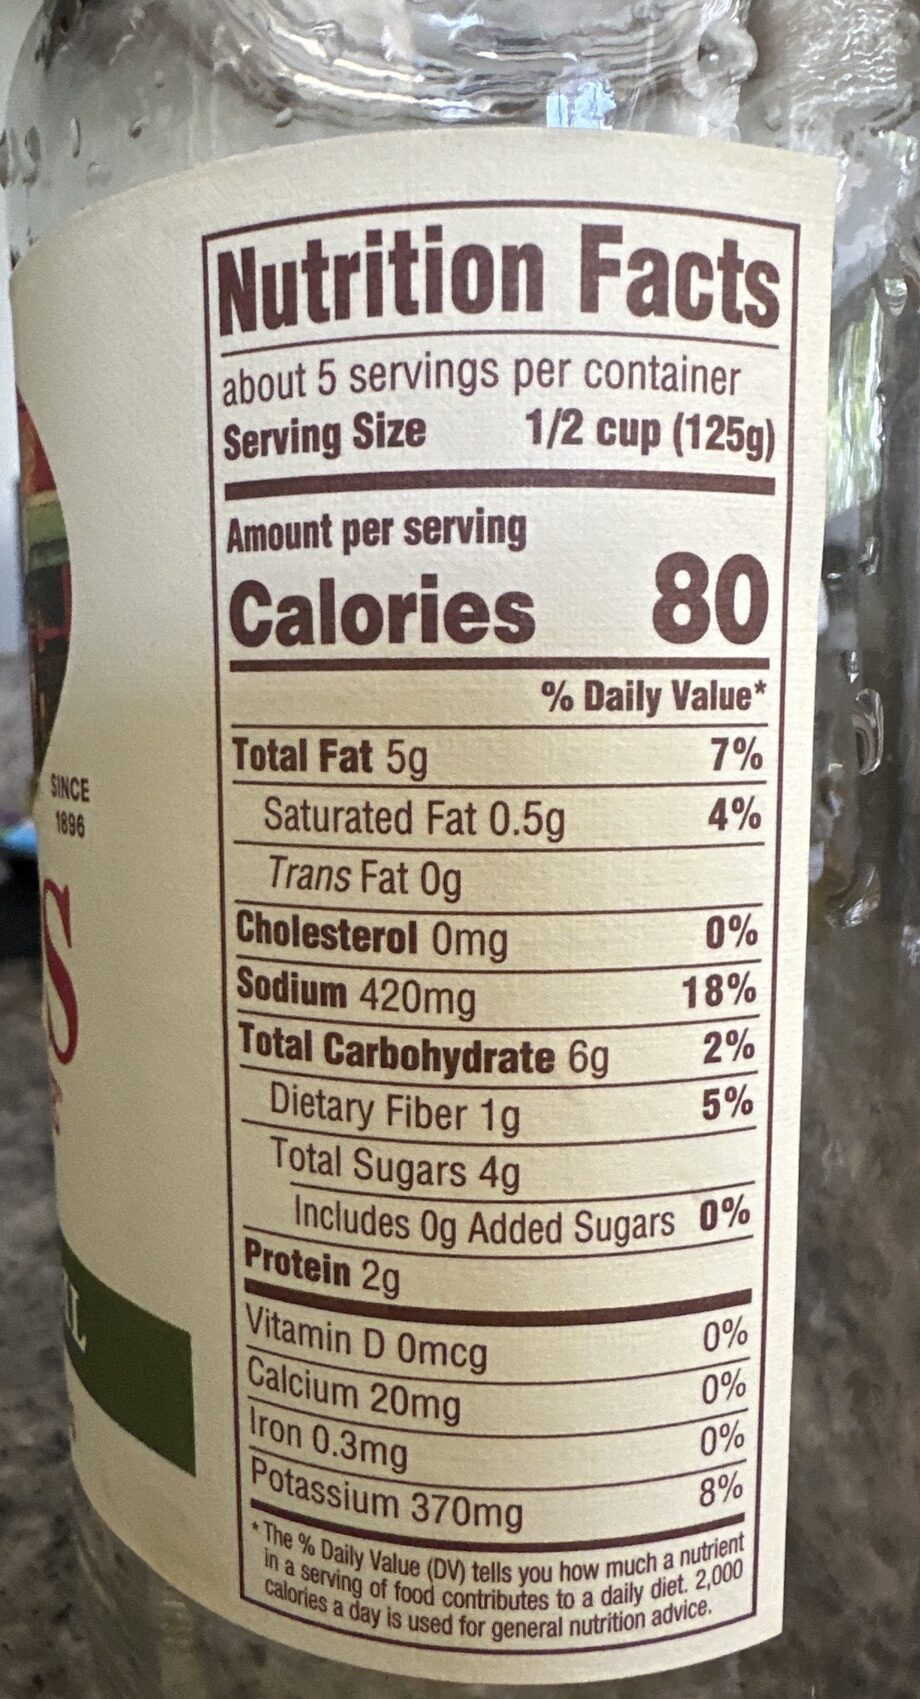 Nutrition Facts
about 5 servings per container
Serving Size 1/2 cup (125g)
Amount per serving
Calories 80
% Daily Value*
Total Fat 5g 7%
Saturated Fat 0.5g 4%
Trans Fat 0g
Cholesterol 0mg 0%
Sodium 420mg 18%
Total Carbohydrate 6g 2%
Dietary Fiber 1g 5%
Total Sugars 4g
Includes 0g Added Sugars 0%
Protein 2g
Vitamin D 0mcg 0%
Calcium 20mg 0%
Iron 0.3mg 0%
Potassium 370mg 8%
* The % Daily Value (DV) tells you how much a nutrient
in a serving of food contributes to a daily diet. 2,000
calories a day is used for general nutrition advice.
SINCE
1896